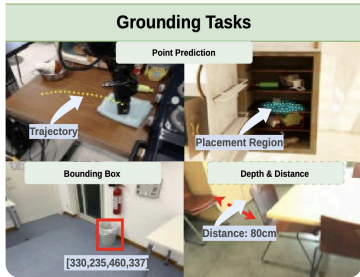 Grounding Tasks
Point Prediction
Trajectory
Placement Region
Bounding Box
Depth & Distance
Distance: 80cm
[330,235,460,337]